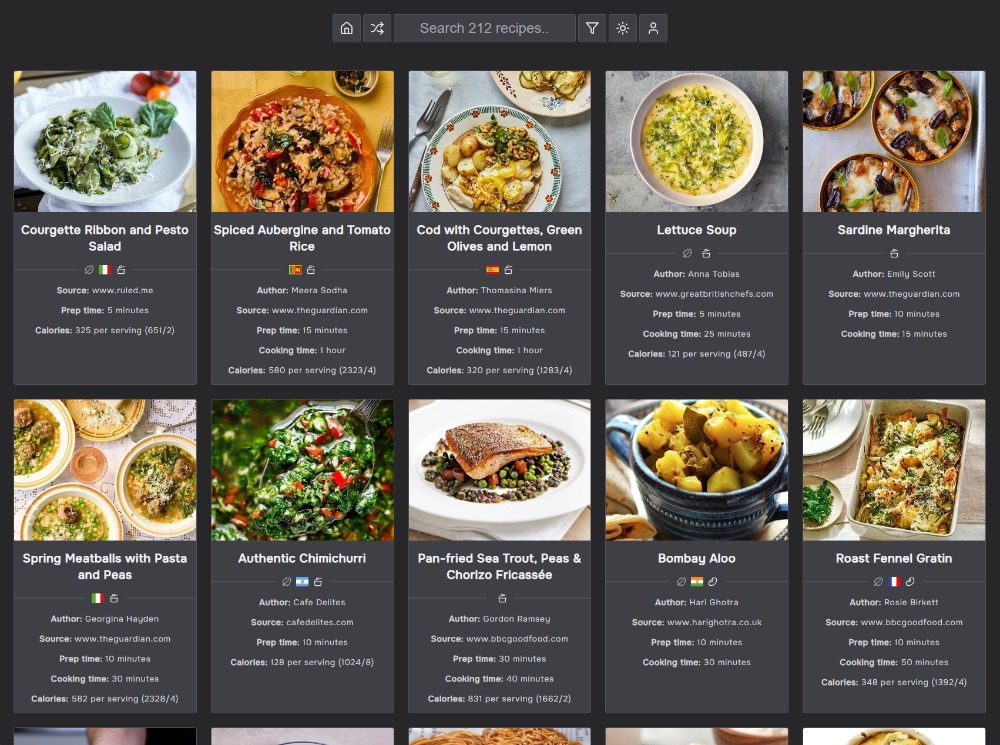 Search 212 recipes..
Courgette Ribbon and Pesto
Salad
Source: www.ruled.me
Prep time: 5 minutes
Calories: 325 per serving (651/2)
Spiced Aubergine and Tomato
Rice
Author: Meera Sodha
Source: www.theguardian.com
Prep time: 15 minutes
Cooking time: 1 hour
Calories: 580 per serving (2323/4)
Cod with Courgettes, Green
Olives and Lemon
Author: Thomasina Miers
Source: www.theguardian.com
Prep time: 15 minutes
Cooking time: 1 hour
Calories: 320 per serving (1283/4)
Lettuce Soup
Author: Anna Tobias
Source: www.greatbritishchefs.com
Prep time: 5 minutes
Cooking time: 25 minutes
Calories: 121 per serving (487/4)
Sardine Margherita
Author: Emily Scott
Source: www.theguardian.com
Prep time: 10 minutes
Cooking time: 15 minutes
Spring Meatballs with Pasta
and Peas
Author: Georgina Hayden
Source: www.theguardian.com
Prep time: 10 minutes
Cooking time: 30 minutes
Calories: 582 per serving (2328/4)
Authentic Chimichurri
Author: Cafe Delites
Source: cafedelites.com
Prep time: 10 minutes
Calories: 128 per serving (1024/8)
Pan-fried Sea Trout, Peas &
Chorizo Fricassée
Author: Gordon Ramsey
Source: www.bbcgoodfood.com
Prep time: 30 minutes
Cooking time: 40 minutes
Calories: 831 per serving (1662/2)
Bombay Aloo
Author: Hari Ghotra
Source: www.harighotra.co.uk
Prep time: 10 minutes
Cooking time: 30 minutes
Roast Fennel Gratin
Author: Rosie Birkett
Source: www.bbcgoodfood.com
Prep time: 10 minutes
Cooking time: 50 minutes
Calories: 348 per serving (1392/4)